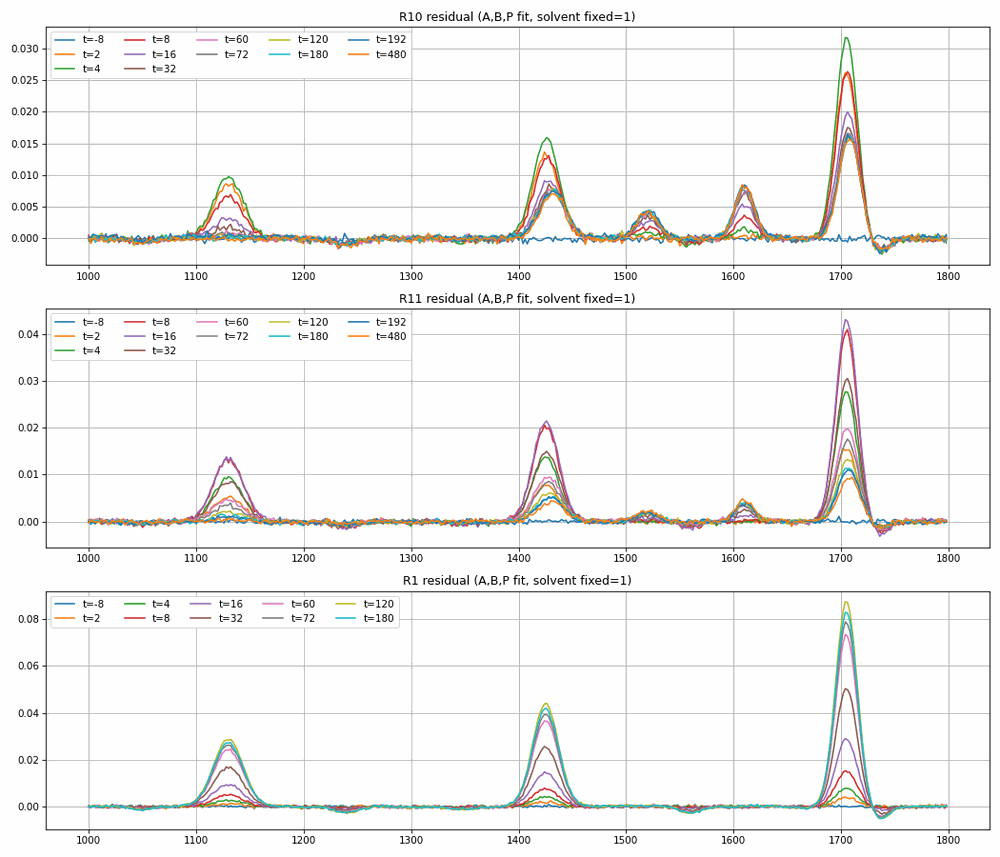 R10 residual (A,B,P fit, solvent fixed=1)
t=-8 t=8 t=60 t=120 t=192
t=2 t=16 t=72 t=180 t=480
t=4 t=32
0.030
0.025
0.020
0.015
0.010
0.005
0.000
1000 1100 1200 1300 1400 1500 1600 1700 1800
R11 residual (A,B,P fit, solvent fixed=1)
t=-8 t=8 t=60 t=120 t=192
t=2 t=16 t=72 t=180 t=480
t=4 t=32
0.04
0.03
0.02
0.01
0.00
1000 1100 1200 1300 1400 1500 1600 1700 1800
R1 residual (A,B,P fit, solvent fixed=1)
t=-8 t=4 t=16 t=60 t=120
t=2 t=8 t=32 t=72 t=180
0.08
0.06
0.04
0.02
0.00
1000 1100 1200 1300 1400 1500 1600 1700 1800